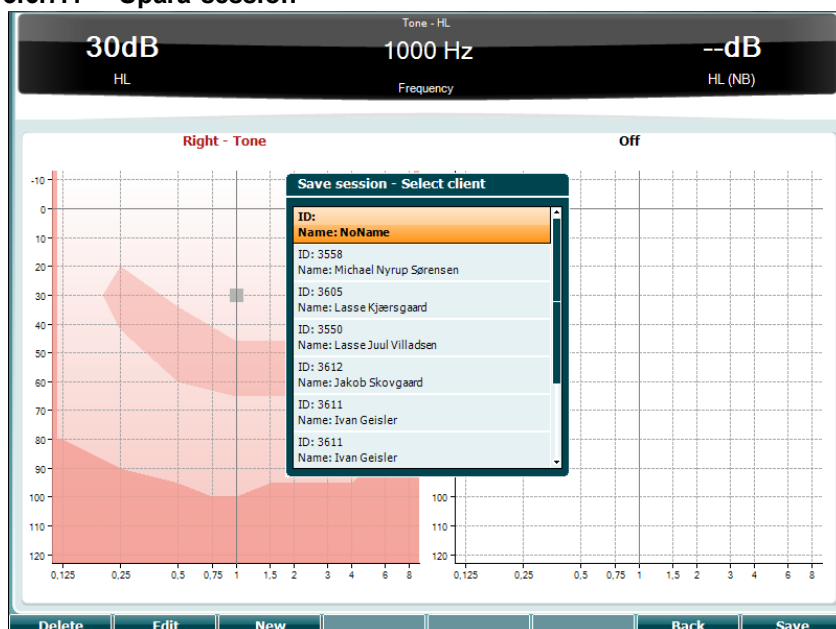 Spara session
Tone - HL
30dB
1000 Hz
--dB
HL
Frequency
HL (NB)
Right - Tone
Off
Save session - Select client
ID:
Name: NoName
ID: 3558
Name: Michael Nyrup Sørensen
ID: 3605
Name: Lasse Kjærsgaard
ID: 3550
Name: Lasse Juul Villadsen
ID: 3612
Name: Jakob Skovgaard
ID: 3611
Name: Ivan Geisler
ID: 3611
Name: Ivan Geisler
-10
0
10
20
30
40
50
60
70
80
90
100
110
120
0,125 0,25 0,5 0,75 1 1,5 2 3 4 6 8
100
110
120
0,125 0,25 0,5 0,75 1 1,5 2 3 4 6 8
Delete Edit New Back Save